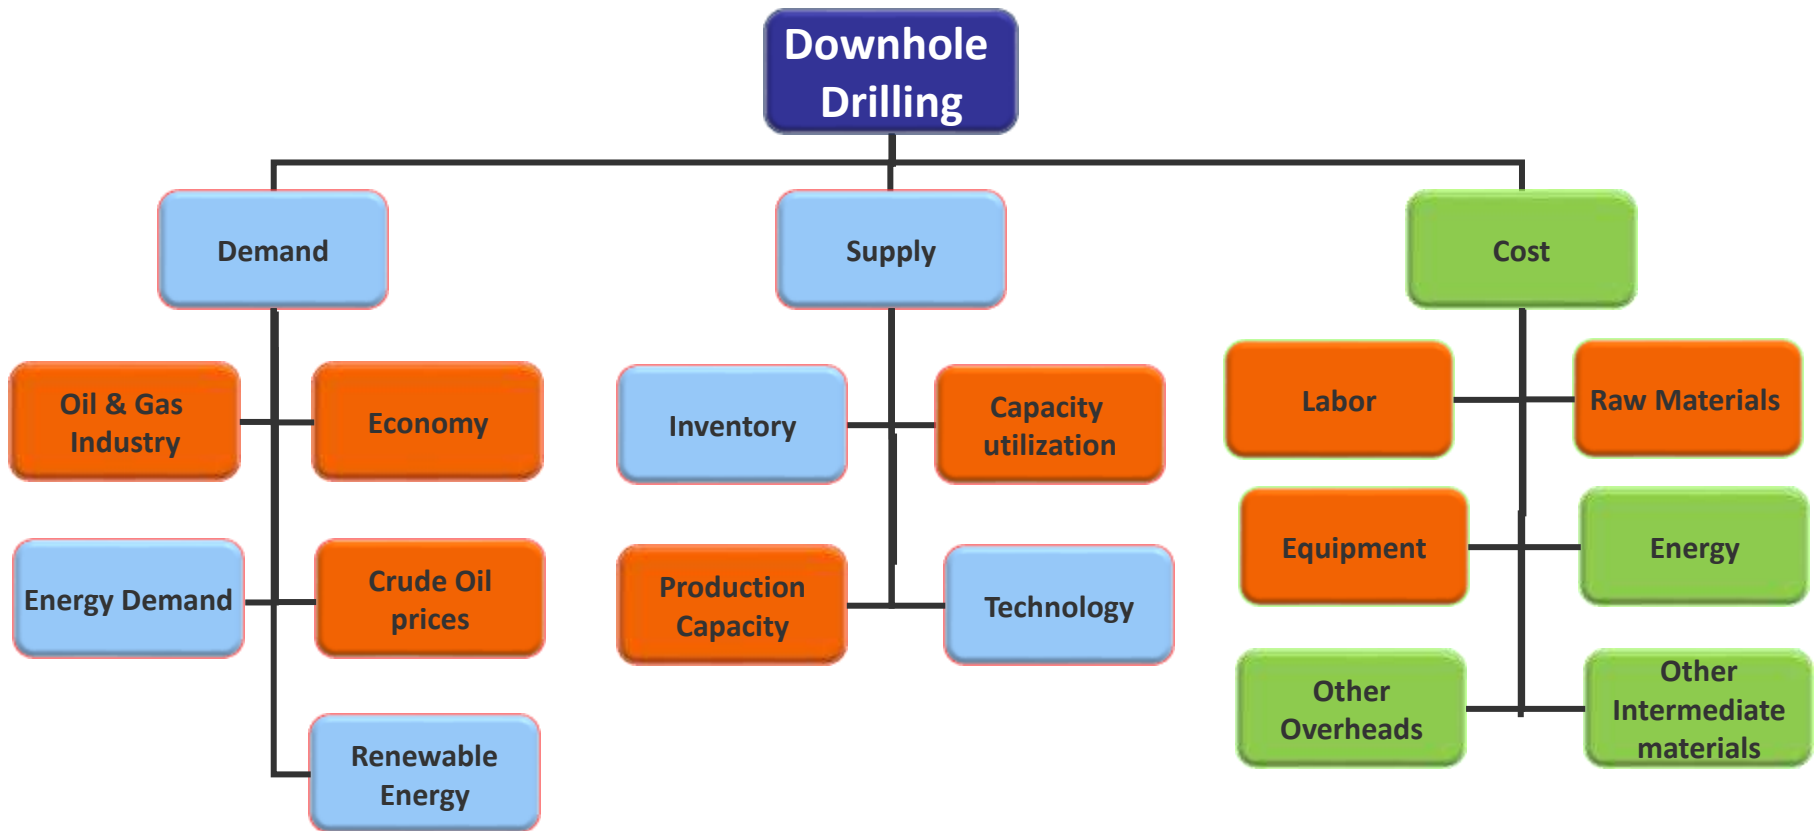 Downhole
Drilling
Demand
Supply
Cost
Oil & Gas
Industry
Economy
Energy Demand
Crude Oil
prices
Renewable
Energy
Inventory
Capacity
utilization
Production
Capacity
Technology
Labor
Raw Materials
Equipment
Energy
Other
Overheads
Other
Intermediate
materials